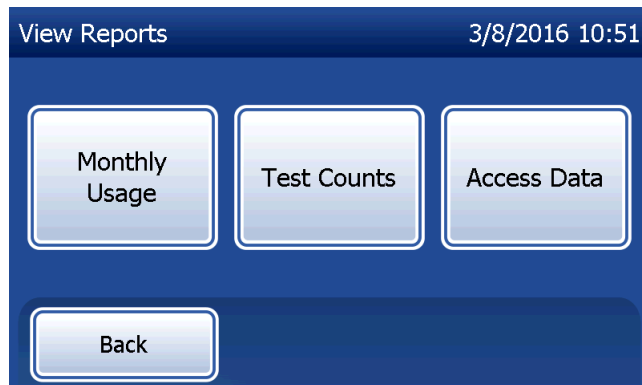 View Reports 3/8/2016 10:51
Monthly
Usage
Test Counts
Access Data
Back